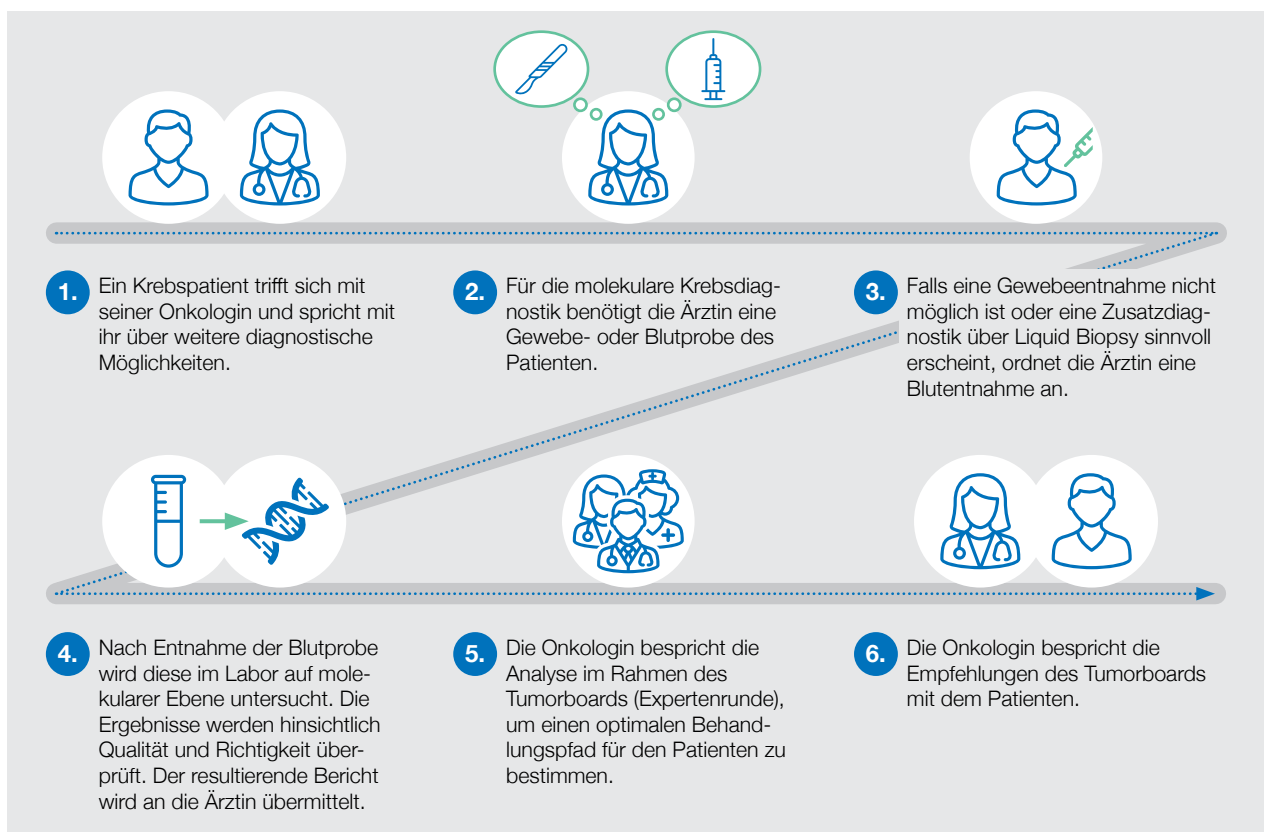 1.
Ein Krebspatient trifft sich mit
seiner Onkologin und spricht mit
ihr über weitere diagnostische
Möglichkeiten.
2.
Für die molekulare Krebsdiag-
nostik benötigt die Ärztin eine
Gewebe- oder Blutprobe des
Patienten.
3.
Falls eine Gewebeentnahme nicht
möglich ist oder eine Zusatzdiag-
nostik über Liquid Biopsy sinnvoll
erscheint, ordnet die Ärztin eine
Blutentnahme an.
4.
Nach Entnahme der Blutprobe
wird diese im Labor auf mole-
kularer Ebene untersucht. Die
Ergebnisse werden hinsichtlich
Qualität und Richtigkeit über-
prüft. Der resultierende Bericht
wird an die Ärztin übermittelt.
5.
Die Onkologin bespricht die
Analyse im Rahmen des
Tumorboards (Expertenrunde),
um einen optimalen Behand-
lungspfad für den Patienten zu
bestimmen.
6.
Die Onkologin bespricht die
Empfehlungen des Tumorboards
mit dem Patienten.